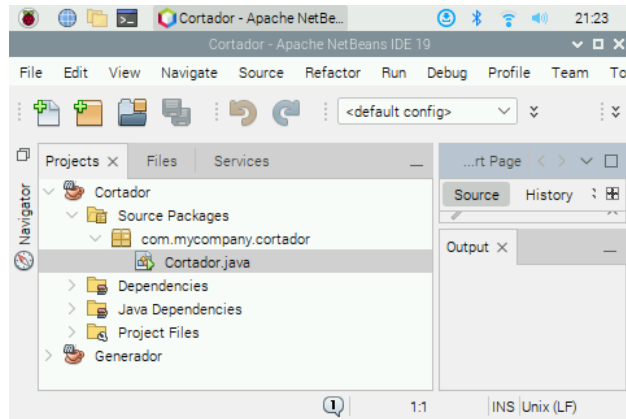 Cortador - Apache NetBe...
21:23
Cortador - Apache NetBeans IDE 19
File Edit View Navigate Source Refactor Run Debug Profile Team To
<default config>
Projects Files Services
...rt Page
Navigator
Cortador
Source History
Source Packages
com.mycompany.cortador
Output
Cortador.java
Dependencies
Java Dependencies
Project Files
Generador
1
1:1
INS Unix (LF)